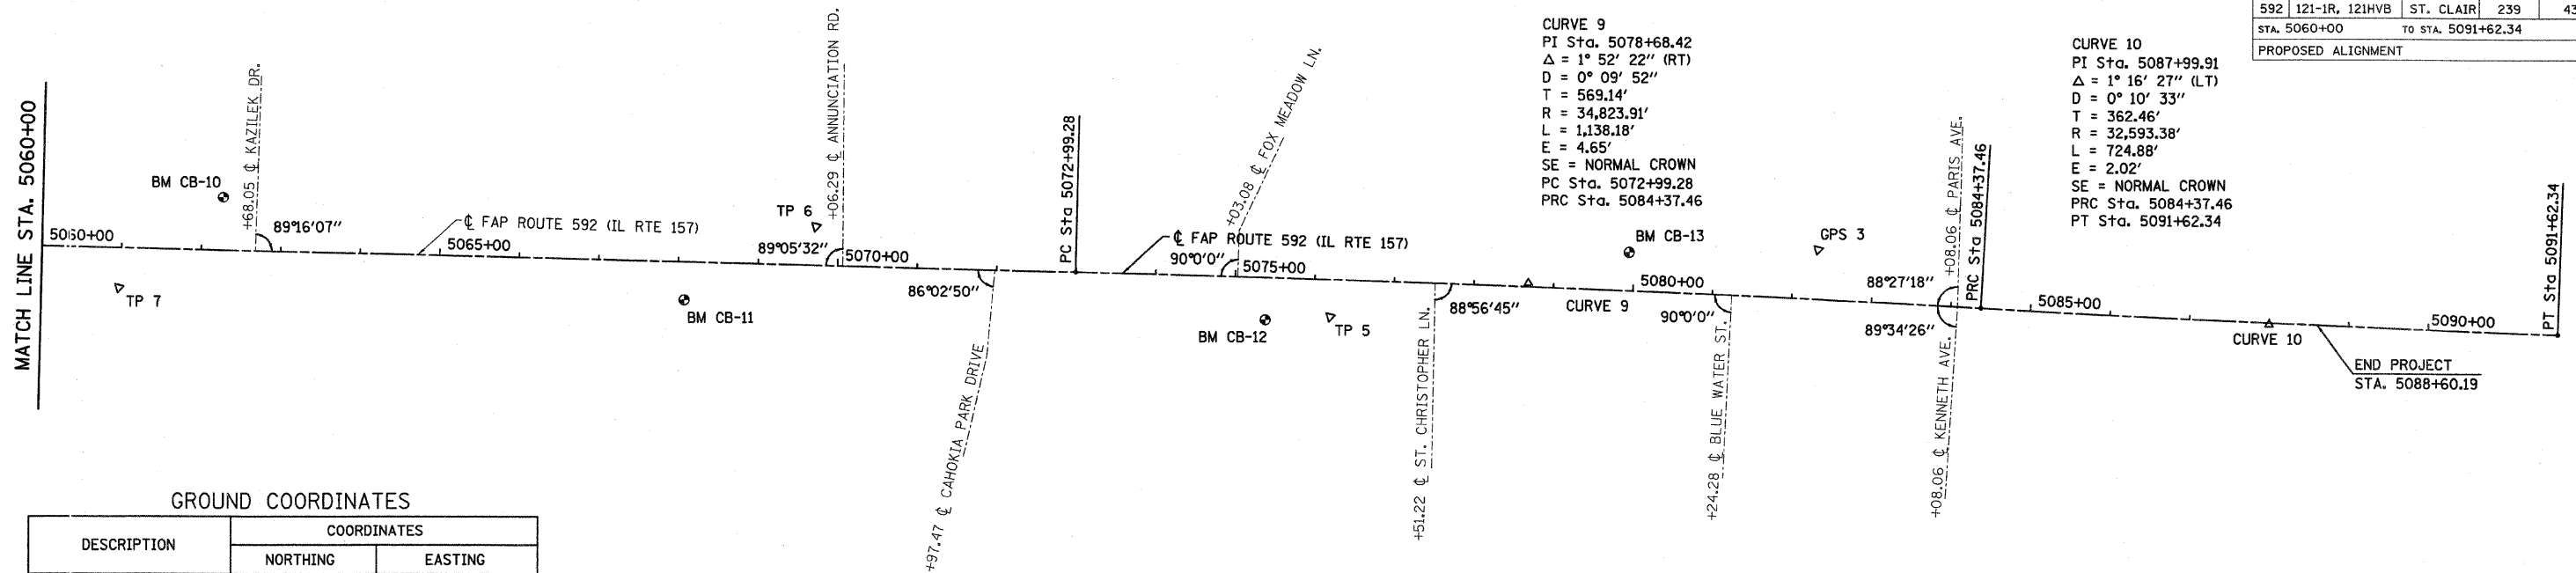 592 121-1R, 121HVB ST. CLAIR 239 43
STA. 5060+00 TO STA. 5091+62.34
PROPOSED ALIGNMENT
CURVE 9
PI Sta. 5078+68.42
Δ = 1° 52' 22" (RT)
D = 0° 09' 52"
T = 569.14'
R = 34,823.91'
L = 1,138.18'
E = 4.65'
SE = NORMAL CROWN
PC Sta. 5072+99.28
PRC Sta. 5084+37.46
CURVE 10
PI Sta. 5087+99.91
Δ = 1° 16' 27" (LT)
D = 0° 10' 33"
T = 362.46'
R = 32,593.38'
L = 724.88'
E = 2.02'
SE = NORMAL CROWN
PRC Sta. 5084+37.46
PT Sta. 5091+62.34
MATCH LINE STA. 5060+00
5060+00
TP 7
BM CB-10
+68.05 ℄ KAZILEK DR.
89°16'07"
℄ FAP ROUTE 592 (IL RTE 157)
5065+00
BM CB-11
TP 6
89°05'32"
+06.29 ℄ ANNUNCIATION RD.
5070+00
86°02'50"
+97.47 ℄ CAHOKIA PARK DRIVE
PC Sta 5072+99.28
℄ FAP ROUTE 592 (IL RTE 157)
90°0'0"
+03.08 ℄ FOX MEADOW LN.
5075+00
BM CB-12
TP 5
+51.22 ℄ ST. CHRISTOPHER LN.
88°56'45"
CURVE 9
BM CB-13
5080+00
90°0'0"
+24.28 ℄ BLUE WATER ST.
GPS 3
88°27'18"
89°34'26"
+08.06 ℄ PARIS AVE.
+08.06 ℄ KENNETH AVE.
PRC Sta 5084+37.46
5085+00
CURVE 10
END PROJECT
STA. 5088+60.19
5090+00
PT Sta 5091+62.34
GROUND COORDINATES
DESCRIPTION
COORDINATES
NORTHING EASTING